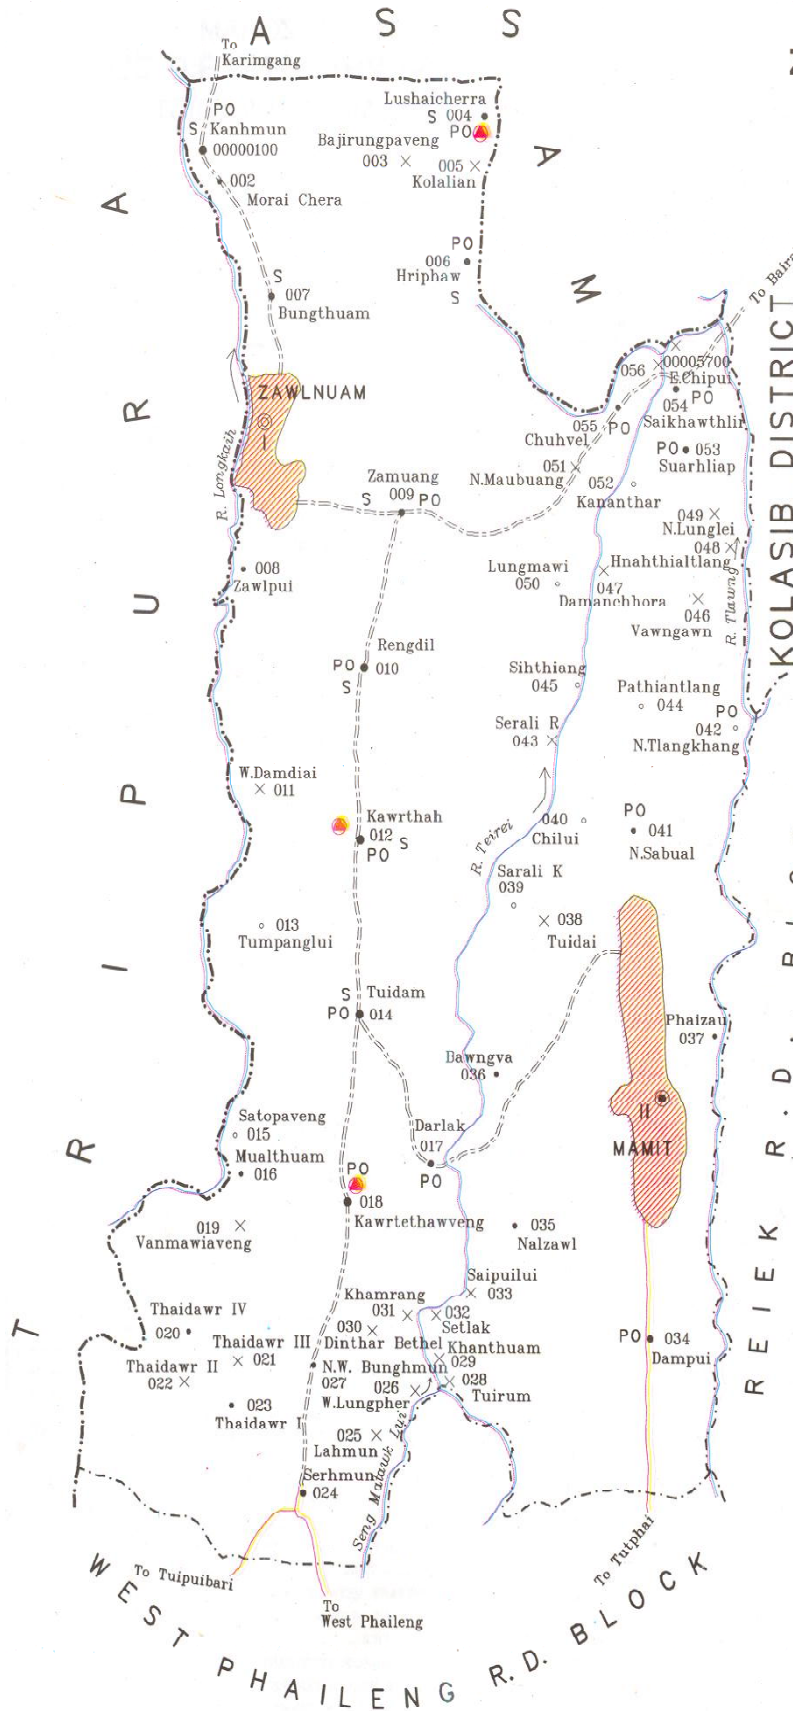 A S S A M
To
Karimganj
PO
S Kanhmun
00000100
Lushaicherra
S 004
PO
Bajirungpaveng
003
005
Kolalian
002
Morai Chera
PO
006
Hriphaw
S
S
007
Bungthuam
ZAWLNUAM
I
R. Longkaih
To Baira
00005700
056
E.Chipui
054 PO
Saikhawthlir
055
Chuhvel PO
PO 053
Suarhliap
051
N.Maubuang
052
Kananthar
Zamuang
S 009 PO
049
N.Lunglei
048
Hnahthialtlang
R. Tlawng
Lungmawi
050
047
Damanchhora
046
Vawngawn
008
Zawlpui
Rengdil
PO 010
S
Sihthiang
045
Pathiantlang
044
PO
042
N.Tlangkhang
Serali R
043
W.Damdiai
011
Kawrthah
012
PO S
R. Teirei
040
Chilui
PO
041
N.Sabual
Sarali K
039
038
Tuidai
013
Tumpanglui
S Tuidam
PO 014
Phaizau
037
Bawngva
036
II
MAMIT
Satopaveng
015
Mualthuam
016
Darlak
017
PO
PO
018
Kawrtethawveng
019
Vanmawiaveng
035
Nalzawl
Saipuilui
033
Khamrang
031
032
Setlak
030
Dinthar Bethel
Khanthuam
029
Thaidawr IV
020
Thaidawr III
021
Thaidawr II
022
N.W. Bunghmun
027
026
028
W.Lungpher
Tuirum
023
Thaidawr I
025
Lahmun
Serhmun
024
PO 034
Dampui
To Tuipuibari
To
West Phaileng
To Tutphai
TRIPURA
KOLASIB DISTRICT
REIEK R.D.
WEST PHAILENG R.D. BLOCK